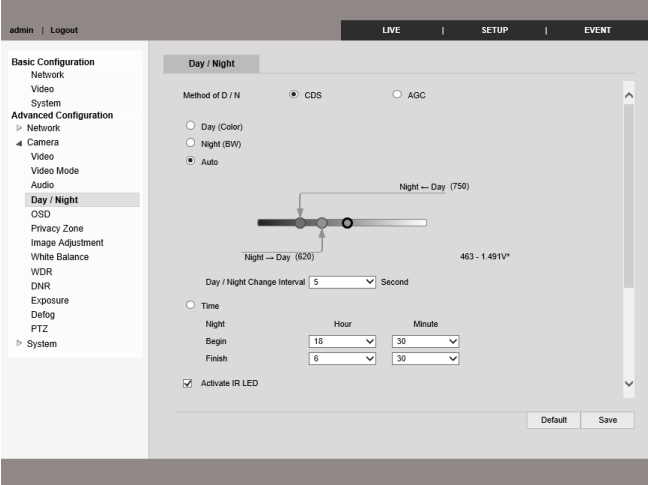 admin | Logout
LIVE | SETUP | EVENT
Basic Configuration
Network
Video
System
Advanced Configuration
Network
Camera
Video
Video Mode
Audio
Day / Night
OSD
Privacy Zone
Image Adjustment
White Balance
WDR
DNR
Exposure
Defog
PTZ
System
Day / Night
Method of D / N CDS AGC
Day (Color)
Night (BW)
Auto
Night ← Day (750)
Night → Day (620) 463 - 1.491V*
Day / Night Change Interval 5 Second
Time
Night Hour Minute
Begin 18 30
Finish 6 30
Activate IR LED
Default Save